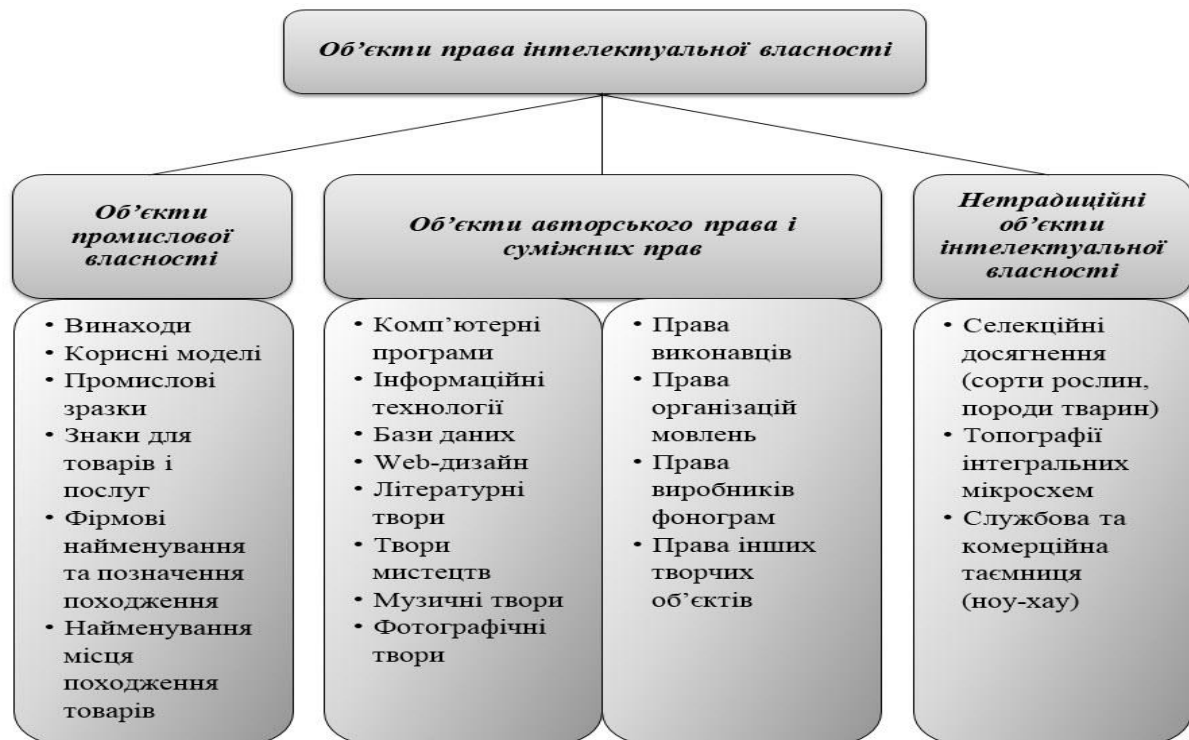 Об’єкти права інтелектуальної власності
Об’єкти
промислової
власності
• Винаходи
• Корисні моделі
• Промислові
зразки
• Знаки для
товарів і
послуг
• Фірмові
найменування
та позначення
походження
• Найменування
місця
походження
товарів
Об’єкти авторського права і
суміжних прав
• Комп’ютерні
програми
• Інформаційні
технології
• Бази даних
• Web-дизайн
• Літературні
твори
• Твори
мистецтв
• Музичні твори
• Фотографічні
твори
• Права
виконавців
• Права
організацій
мовлень
• Права
виробників
фонограм
• Права інших
творчих
об’єктів
Нетрадиційні
об’єкти
інтелектуальної
власності
• Селекційні
досягнення
(сорти рослин,
породи тварин)
• Топографії
інтегральних
мікросхем
• Службова та
комерційна
таємниця
(ноу-хау)